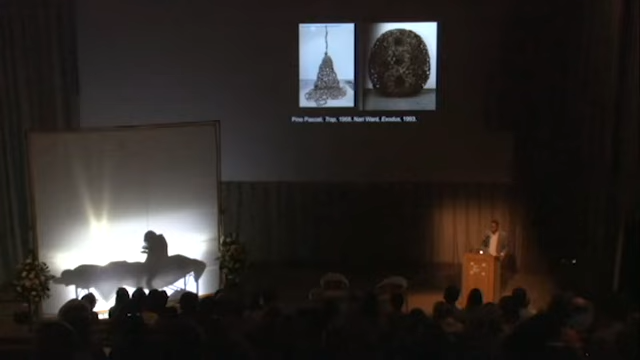 Pino Pascali, Trap, 1968. Nari Ward, Exodus, 1993.